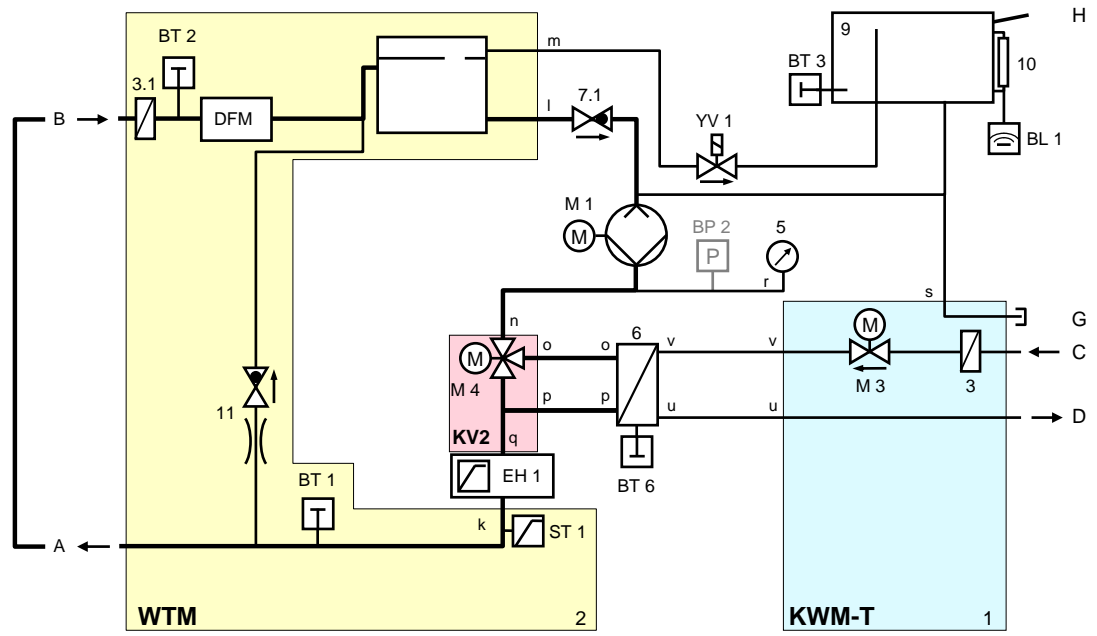 H
9
m
BT 2
BT 3
10
3.1
7.1
l
B
DFM
YV 1
BL 1
M 1
BP 2
5
M
P
r
s
n
M
G
6
o
o
v
v
C
M
M 4
M 3
3
11
p
p
u
u
D
KV2
q
EH 1
BT 1
BT 6
k
ST 1
A
WTM
2
KWM-T
1